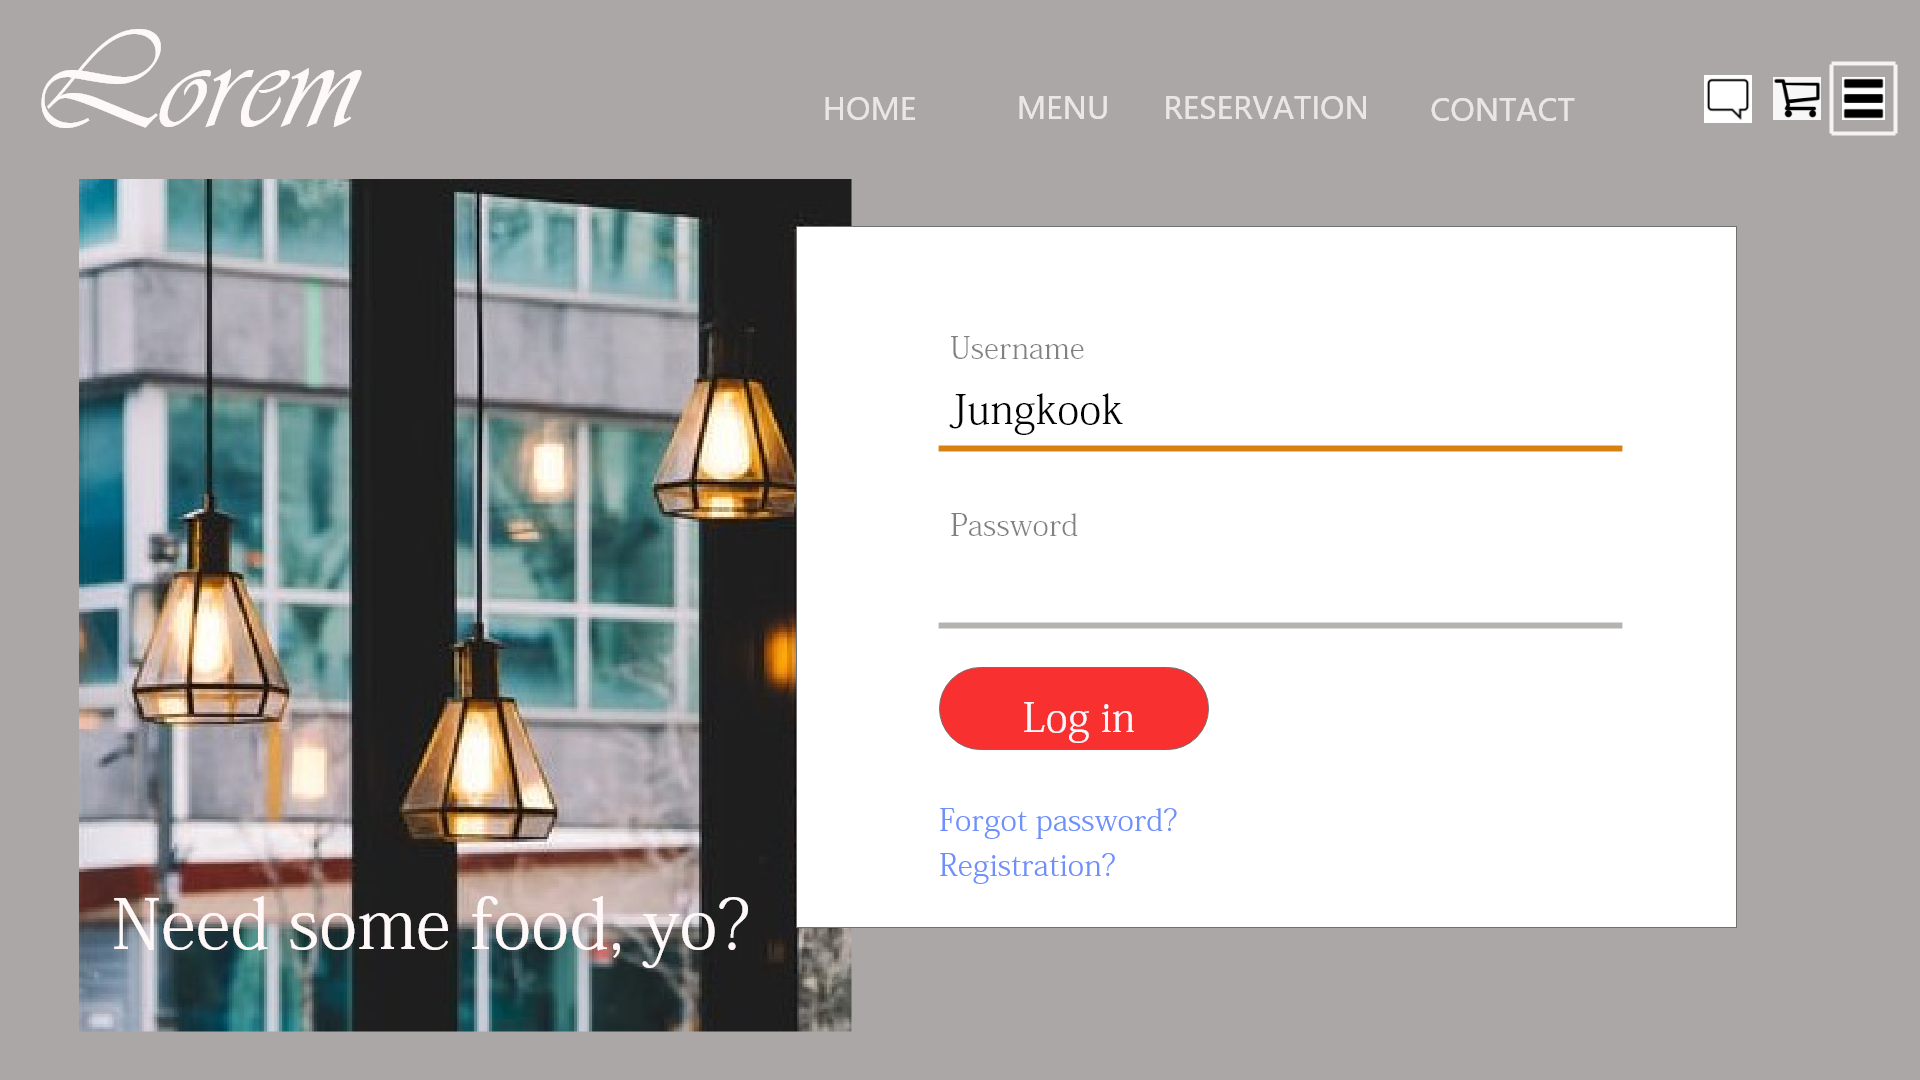 Lorem
HOME MENU RESERVATION CONTACT
Username
Jungkook
Password
Log in
Forgot password?
Registration?
Need some food, yo?